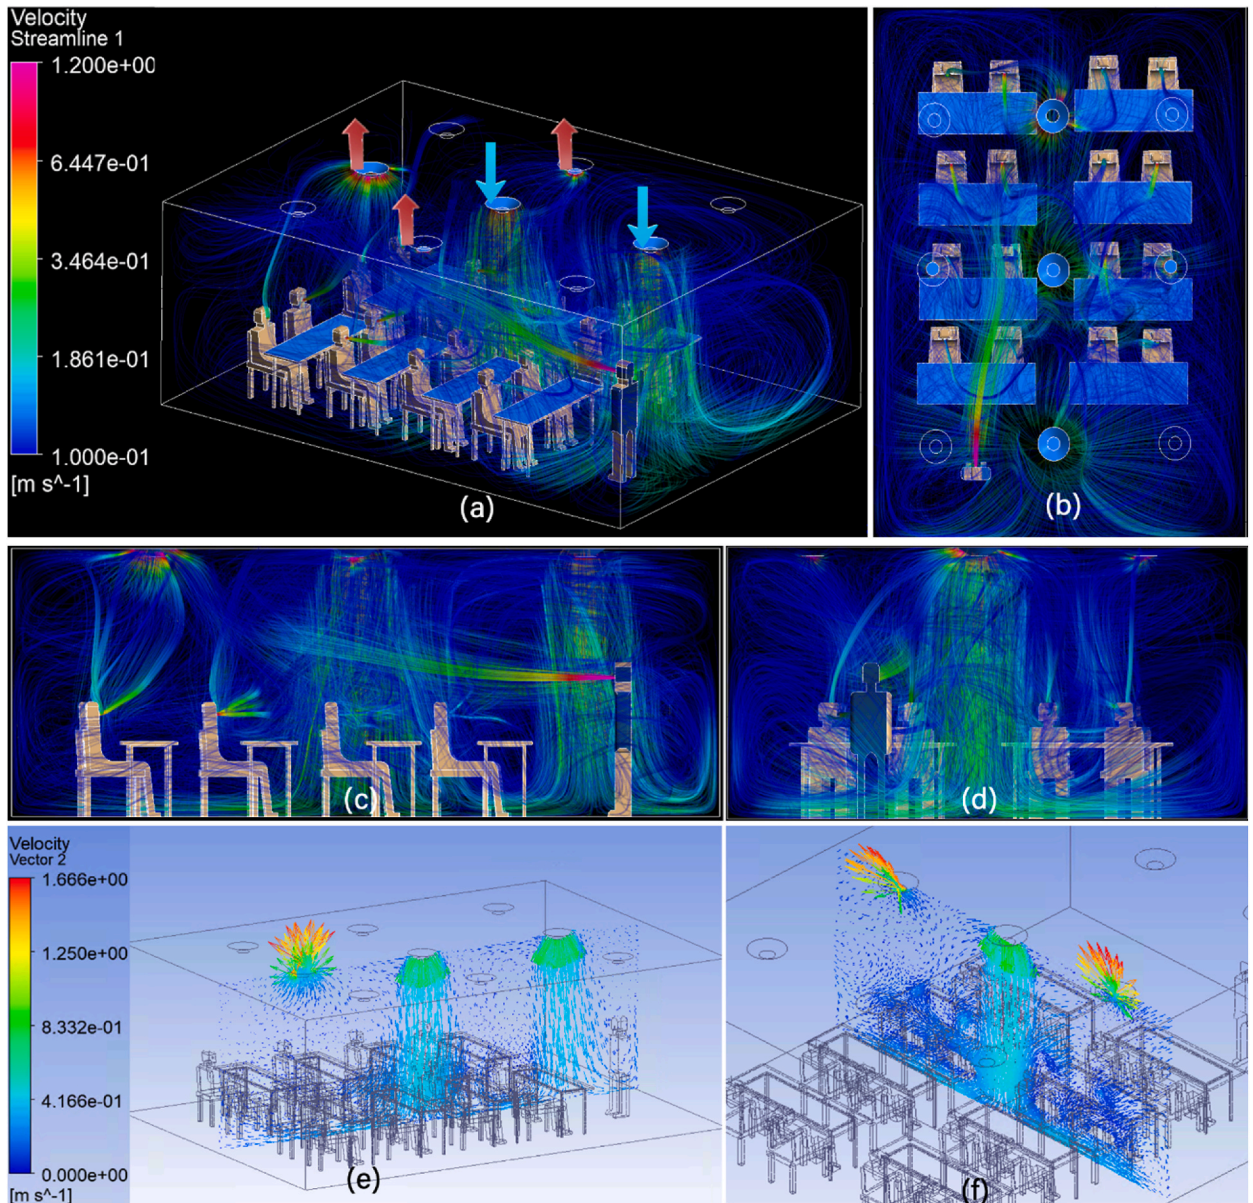 Velocity
Streamline 1
1.200e+00
6.447e-01
3.464e-01
1.861e-01
1.000e-01
[m s^-1]
(a)
(b)
(c)
(d)
Velocity
Vector 2
1.666e+00
1.250e+00
8.332e-01
4.166e-01
0.000e+00
[m s^-1]
(e)
(f)